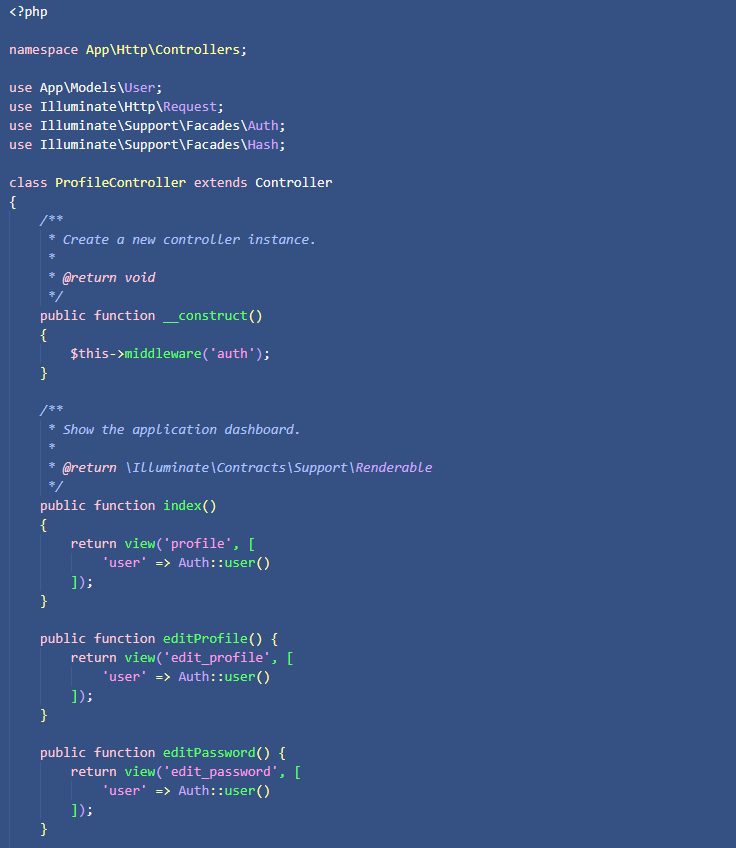 <?php

namespace App\Http\Controllers;

use App\Models\User;
use Illuminate\Http\Request;
use Illuminate\Support\Facades\Auth;
use Illuminate\Support\Facades\Hash;

class ProfileController extends Controller
{
    /**
     * Create a new controller instance.
     *
     * @return void
     */
    public function __construct()
    {
        $this->middleware('auth');
    }

    /**
     * Show the application dashboard.
     *
     * @return \Illuminate\Contracts\Support\Renderable
     */
    public function index()
    {
        return view('profile', [
            'user' => Auth::user()
        ]);
    }

    public function editProfile() {
        return view('edit_profile', [
            'user' => Auth::user()
        ]);
    }

    public function editPassword() {
        return view('edit_password', [
            'user' => Auth::user()
        ]);
    }